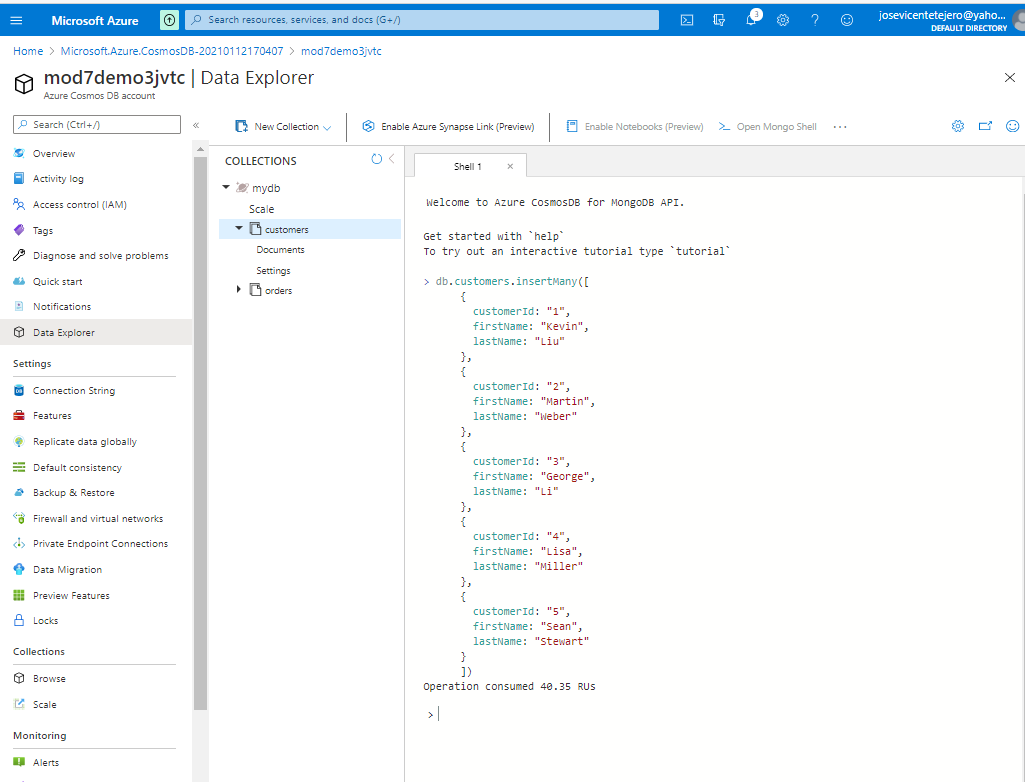 Microsoft Azure
Search resources, services, and docs (G+/)
3
josevicentetejero@yaho...
DEFAULT DIRECTORY
Home > Microsoft.Azure.CosmosDB-20210112170407 > mod7demo3jvtc
mod7demo3jvtc | Data Explorer
Azure Cosmos DB account
Search (Ctrl+/)
«
Overview
Activity log
Access control (IAM)
Tags
Diagnose and solve problems
Quick start
Notifications
Data Explorer
Settings
Connection String
Features
Replicate data globally
Default consistency
Backup & Restore
Firewall and virtual networks
Private Endpoint Connections
Data Migration
Preview Features
Locks
Collections
Browse
Scale
Monitoring
Alerts
New Collection
Enable Azure Synapse Link (Preview)
Enable Notebooks (Preview)
Open Mongo Shell
...
COLLECTIONS
mydb
Scale
customers
Documents
Settings
orders
Shell 1
Welcome to Azure CosmosDB for MongoDB API.
Get started with `help`
To try out an interactive tutorial type `tutorial`
> db.customers.insertMany([
{
customerId: "1",
firstName: "Kevin",
lastName: "Liu"
},
{
customerId: "2",
firstName: "Martin",
lastName: "Weber"
},
{
customerId: "3",
firstName: "George",
lastName: "Li"
},
{
customerId: "4",
firstName: "Lisa",
lastName: "Miller"
},
{
customerId: "5",
firstName: "Sean",
lastName: "Stewart"
}
])
Operation consumed 40.35 RUs
>